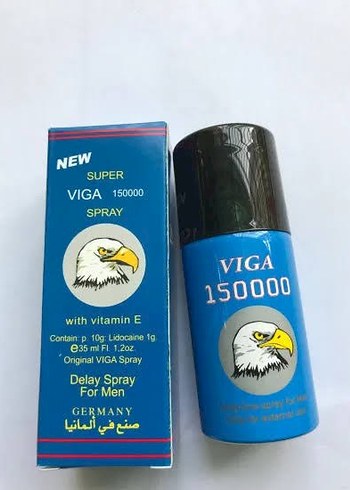 NEW
SUPER
VIGA 150000
SPRAY
with vitamin E
Contain: p. 10g: Lidocaine 1g.
e35 ml Fl. 1,2oz.
Original VIGA Spray
Delay Spray
For Men
GERMANY
صنع في ألمانيا
VIGA
150000